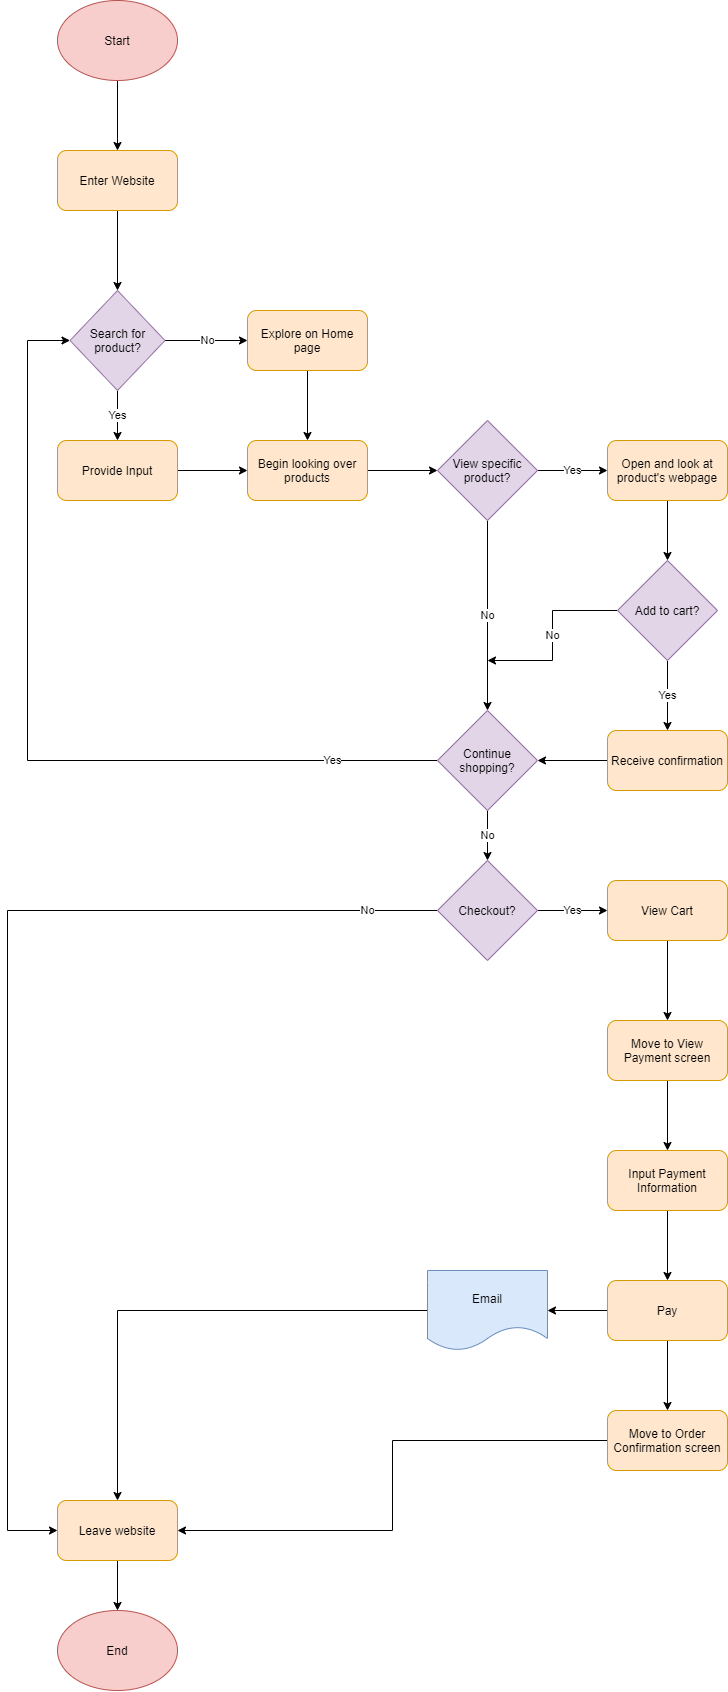 Start
Enter Website
Search for
product?
No
Explore on Home
page
Yes
Provide Input
Begin looking over
products
View specific
product?
Yes
Open and look at
product's webpage
No
Add to cart?
No
Yes
Continue
shopping?
Yes
Receive confirmation
No
Checkout?
No
Yes
View Cart
Move to View
Payment screen
Input Payment
Information
Email
Pay
Move to Order
Confirmation screen
Leave website
End